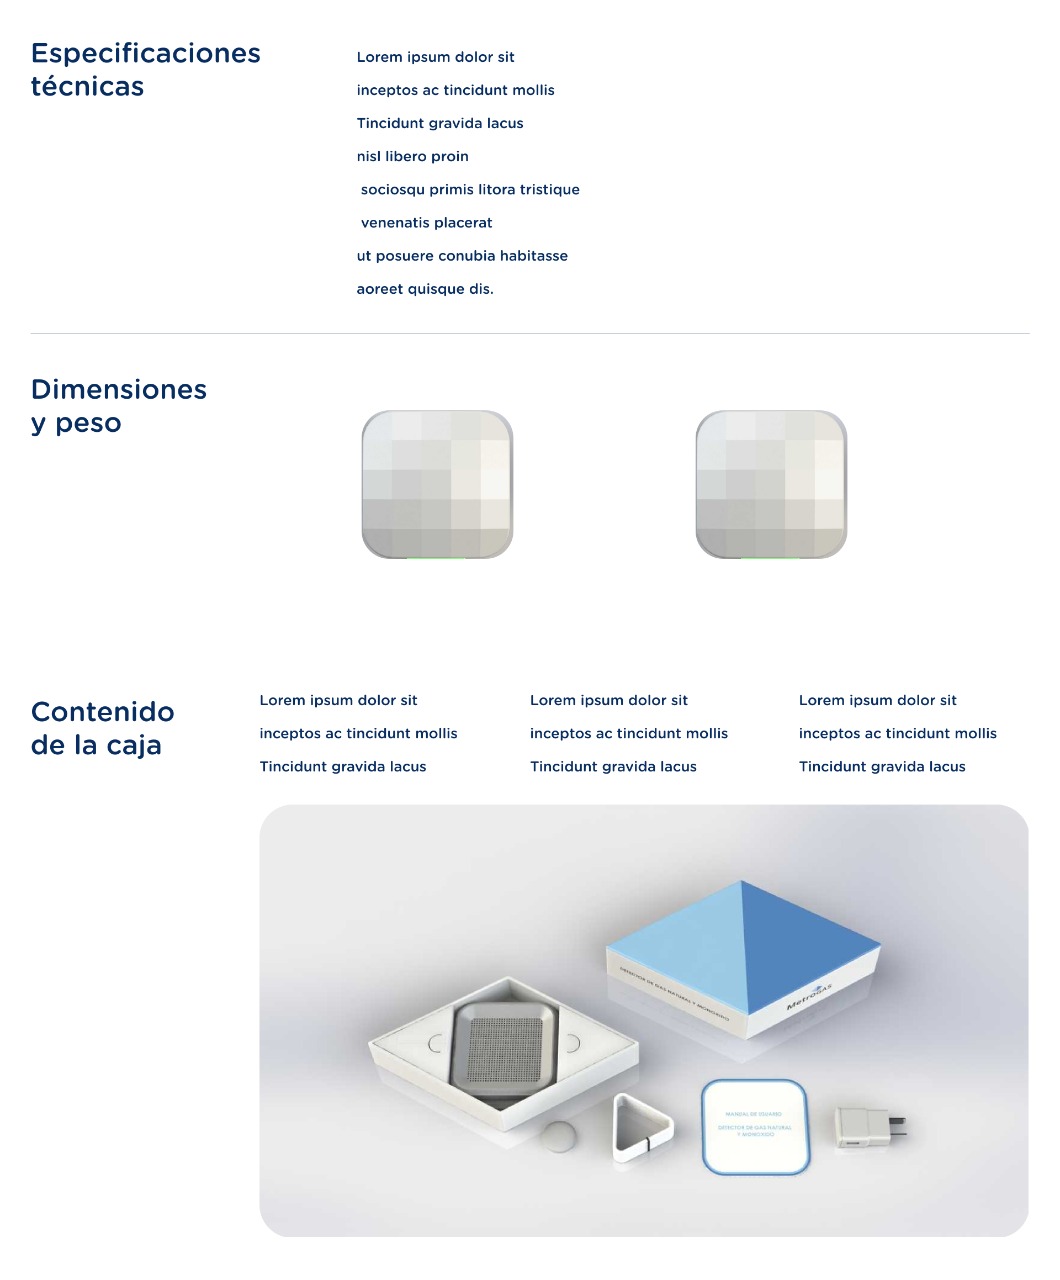 Especificaciones
técnicas
Lorem ipsum dolor sit
inceptos ac tincidunt mollis
Tincidunt gravida lacus
nisl libero proin
sociosqu primis litora tristique
venenatis placerat
ut posuere conubia habitasse
aoreet quisque dis.
Dimensiones
y peso
Contenido
de la caja
Lorem ipsum dolor sit
inceptos ac tincidunt mollis
Tincidunt gravida lacus
Lorem ipsum dolor sit
inceptos ac tincidunt mollis
Tincidunt gravida lacus
Lorem ipsum dolor sit
inceptos ac tincidunt mollis
Tincidunt gravida lacus
DETECTOR DE GAS NATURAL Y MONOXIDO
MetroGAS
MANUAL DE USUARIO
DETECTOR DE GAS NATURAL
Y MONOXIDO